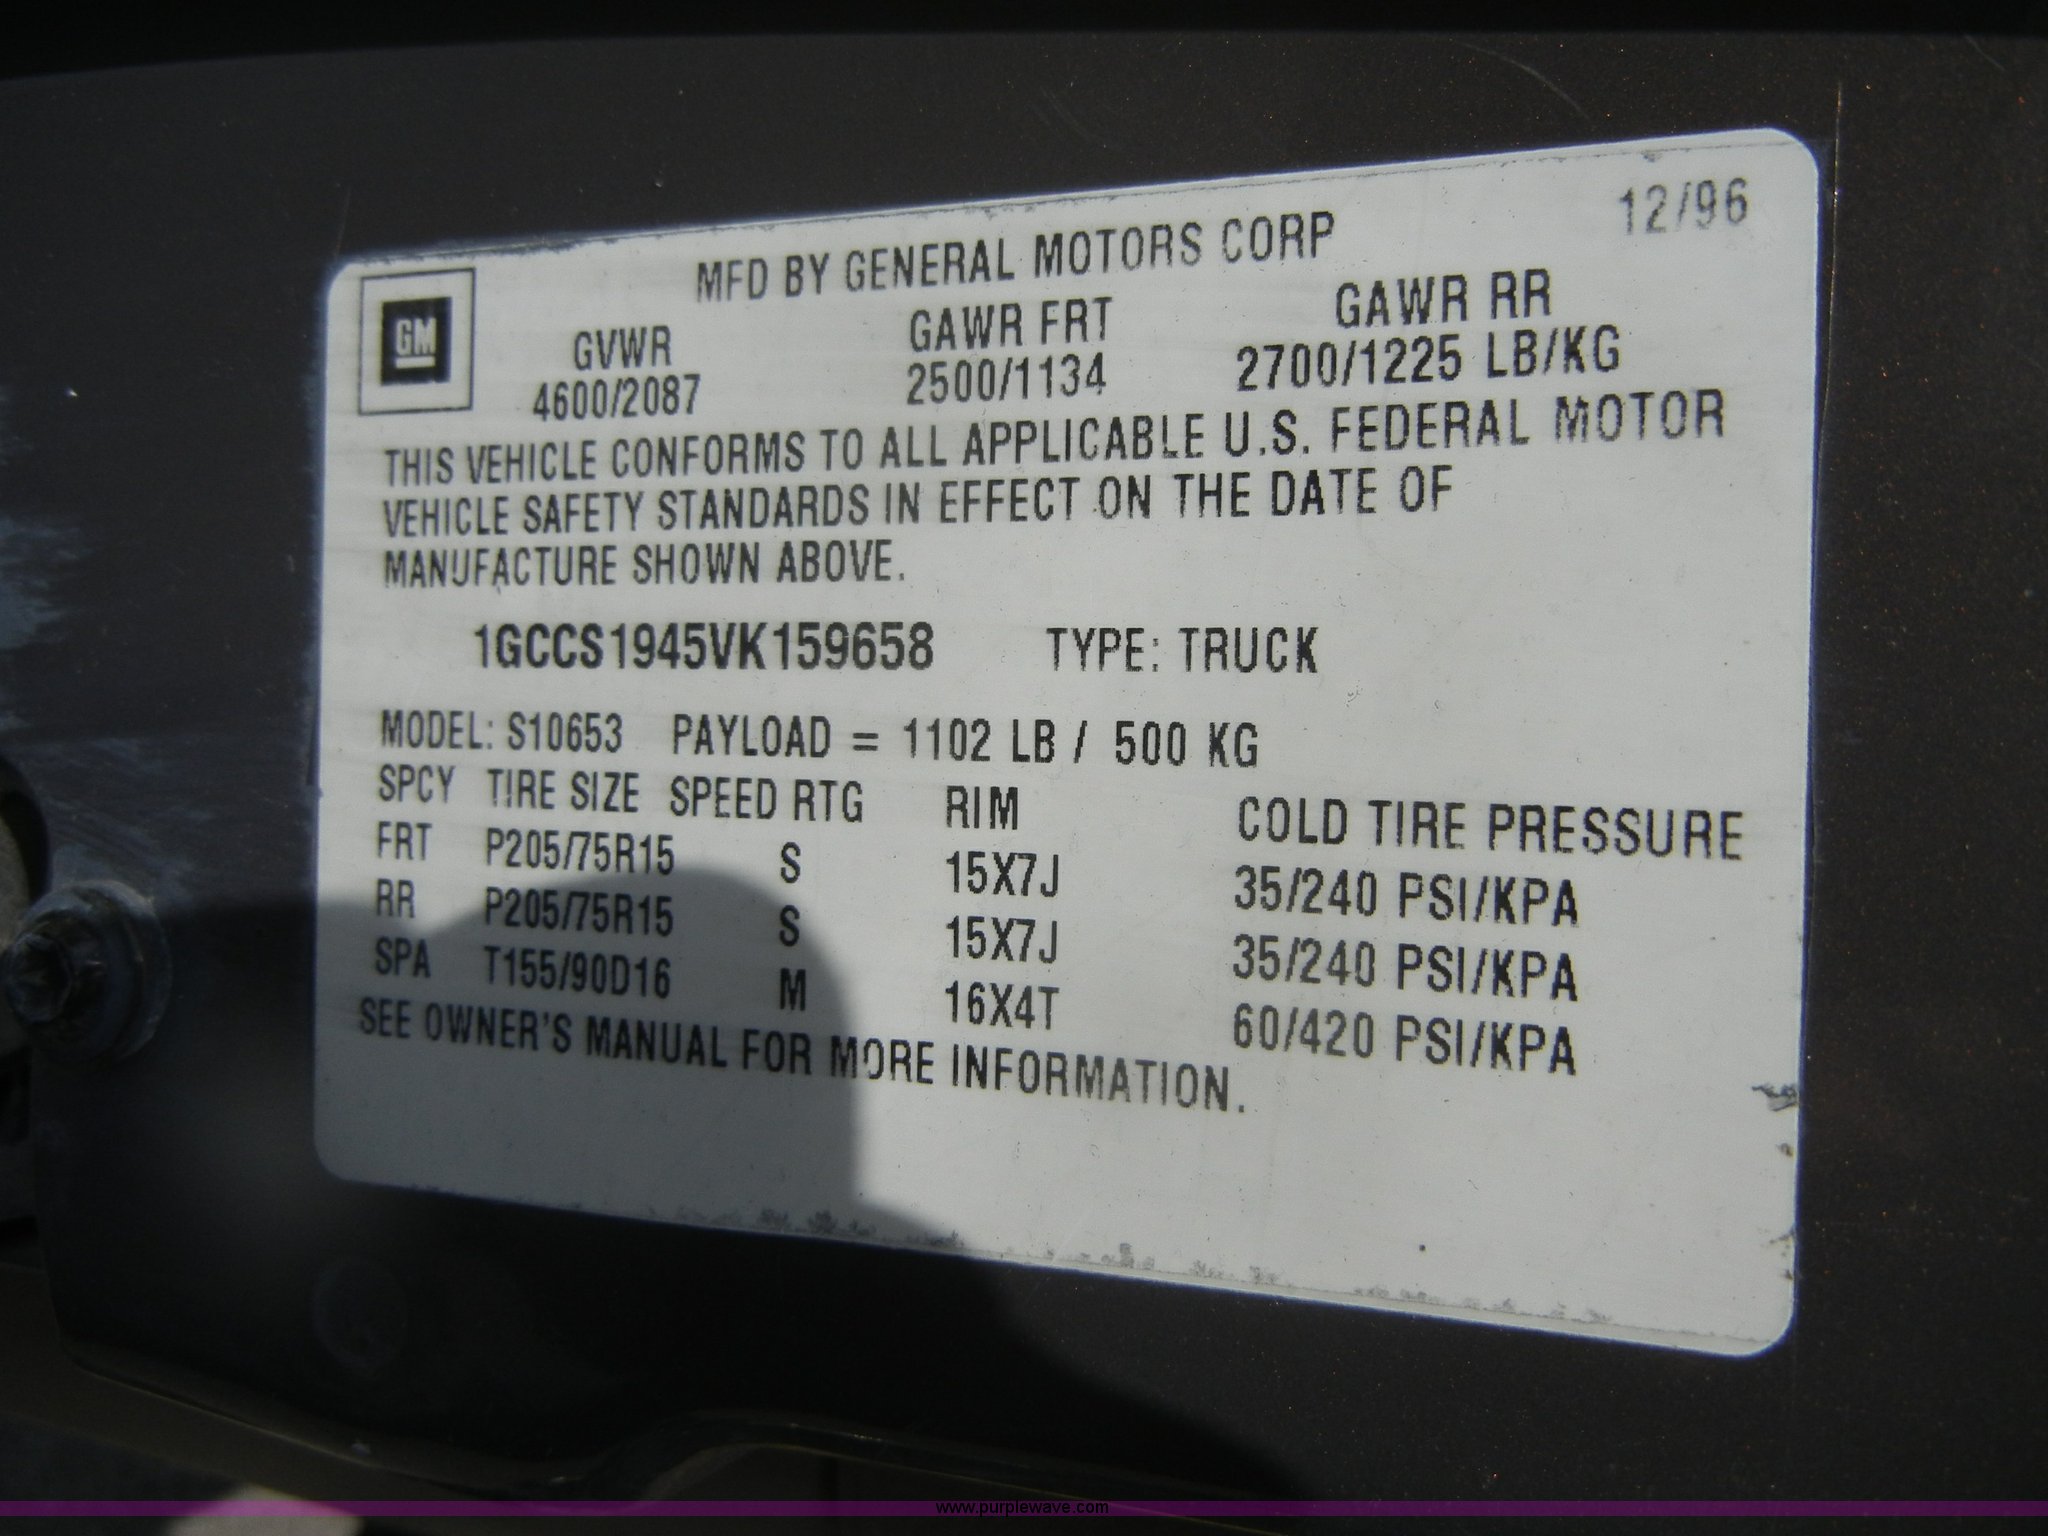 12/96
MFD BY GENERAL MOTORS CORP
GM
GVWR GAWR FRT GAWR RR
4600/2087 2500/1134 2700/1225 LB/KG
THIS VEHICLE CONFORMS TO ALL APPLICABLE U.S. FEDERAL MOTOR
VEHICLE SAFETY STANDARDS IN EFFECT ON THE DATE OF
MANUFACTURE SHOWN ABOVE.
1GCCS1945VK159658 TYPE: TRUCK
MODEL: S10653 PAYLOAD = 1102 LB / 500 KG
SPCY TIRE SIZE SPEED RTG RIM COLD TIRE PRESSURE
FRT P205/75R15 S 15X7J 35/240 PSI/KPA
RR P205/75R15 S 15X7J 35/240 PSI/KPA
SPA T155/90D16 M 16X4T 60/420 PSI/KPA
SEE OWNER'S MANUAL FOR MORE INFORMATION.
www.purplewave.com